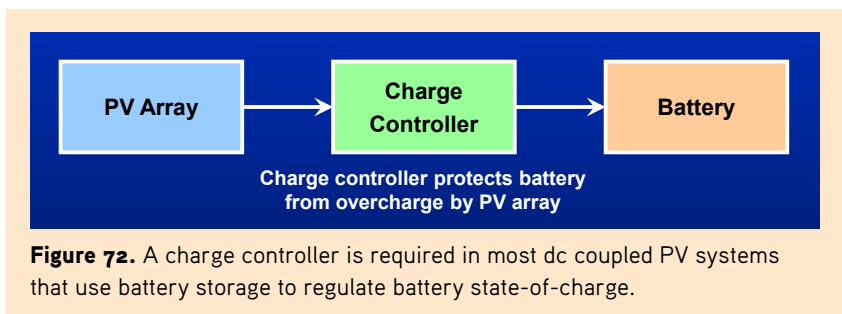 PV Array
Charge
Controller
Battery
Charge controller protects battery
from overcharge by PV array
Figure 72. A charge controller is required in most dc coupled PV systems
that use battery storage to regulate battery state-of-charge.